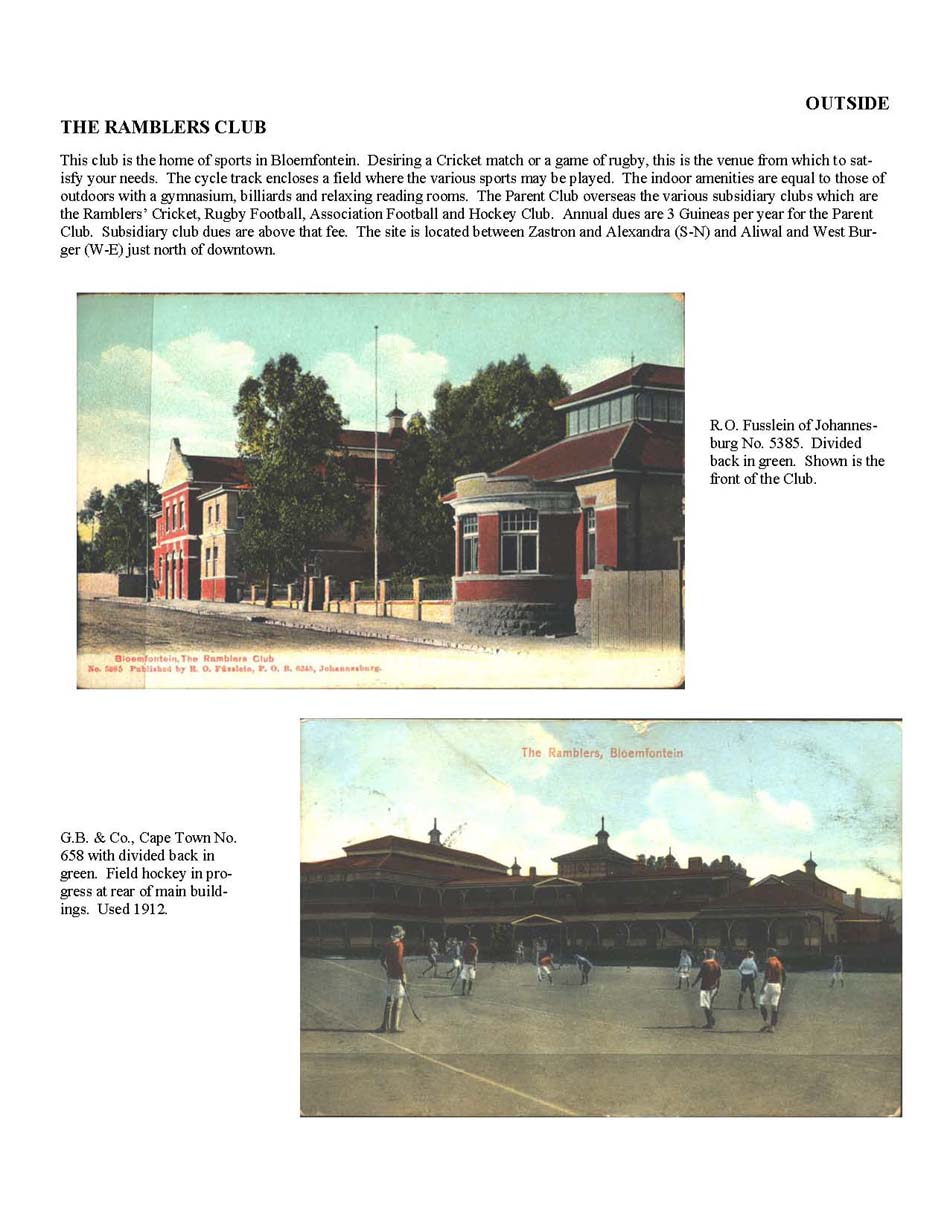 OUTSIDE
THE RAMBLERS CLUB
This club is the home of sports in Bloemfontein. Desiring a Cricket match or a game of rugby, this is the venue from which to sat-
isfy your needs. The cycle track encloses a field where the various sports may be played. The indoor amenities are equal to those of
outdoors with a gymnasium, billiards and relaxing reading rooms. The Parent Club overseas the various subsidiary clubs which are
the Ramblers’ Cricket, Rugby Football, Association Football and Hockey Club. Annual dues are 3 Guineas per year for the Parent
Club. Subsidiary club dues are above that fee. The site is located between Zastron and Alexandra (S-N) and Aliwal and West Bur-
ger (W-E) just north of downtown.
R.O. Fusslein of Johannes-
burg No. 5385. Divided
back in green. Shown is the
front of the Club.
Bloemfontein, The Ramblers Club
No. 5385 Published by R. O. Füsslein, P. O. B. 6345, Johannesburg.
The Ramblers, Bloemfontein
G.B. & Co., Cape Town No.
658 with divided back in
green. Field hockey in pro-
gress at rear of main build-
ings. Used 1912.